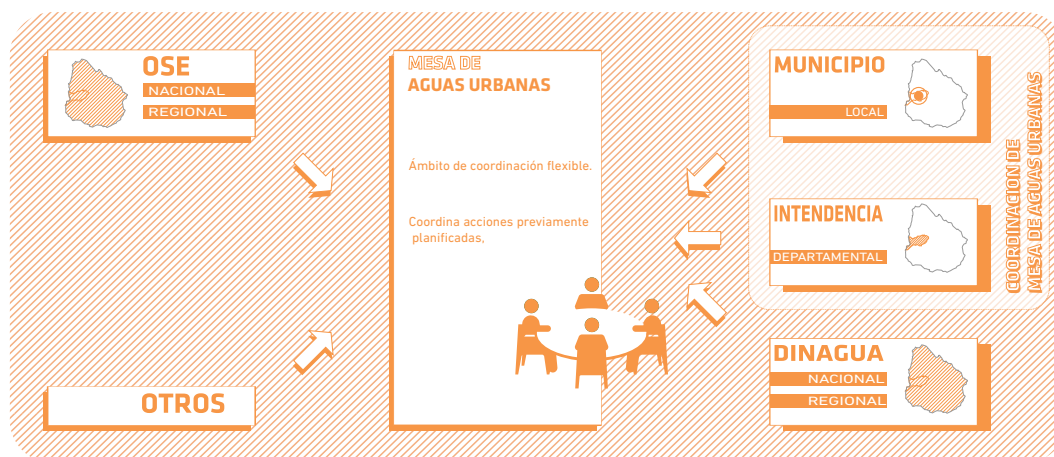 OSE
NACIONAL
REGIONAL
OTROS
MESA DE
AGUAS URBANAS
Ámbito de coordinación flexible.
Coordina acciones previamente
planificadas,
MUNICIPIO
LOCAL
INTENDENCIA
DEPARTAMENTAL
COORDINACION DE
MESA DE AGUAS URBANAS
DINAGUA
NACIONAL
REGIONAL